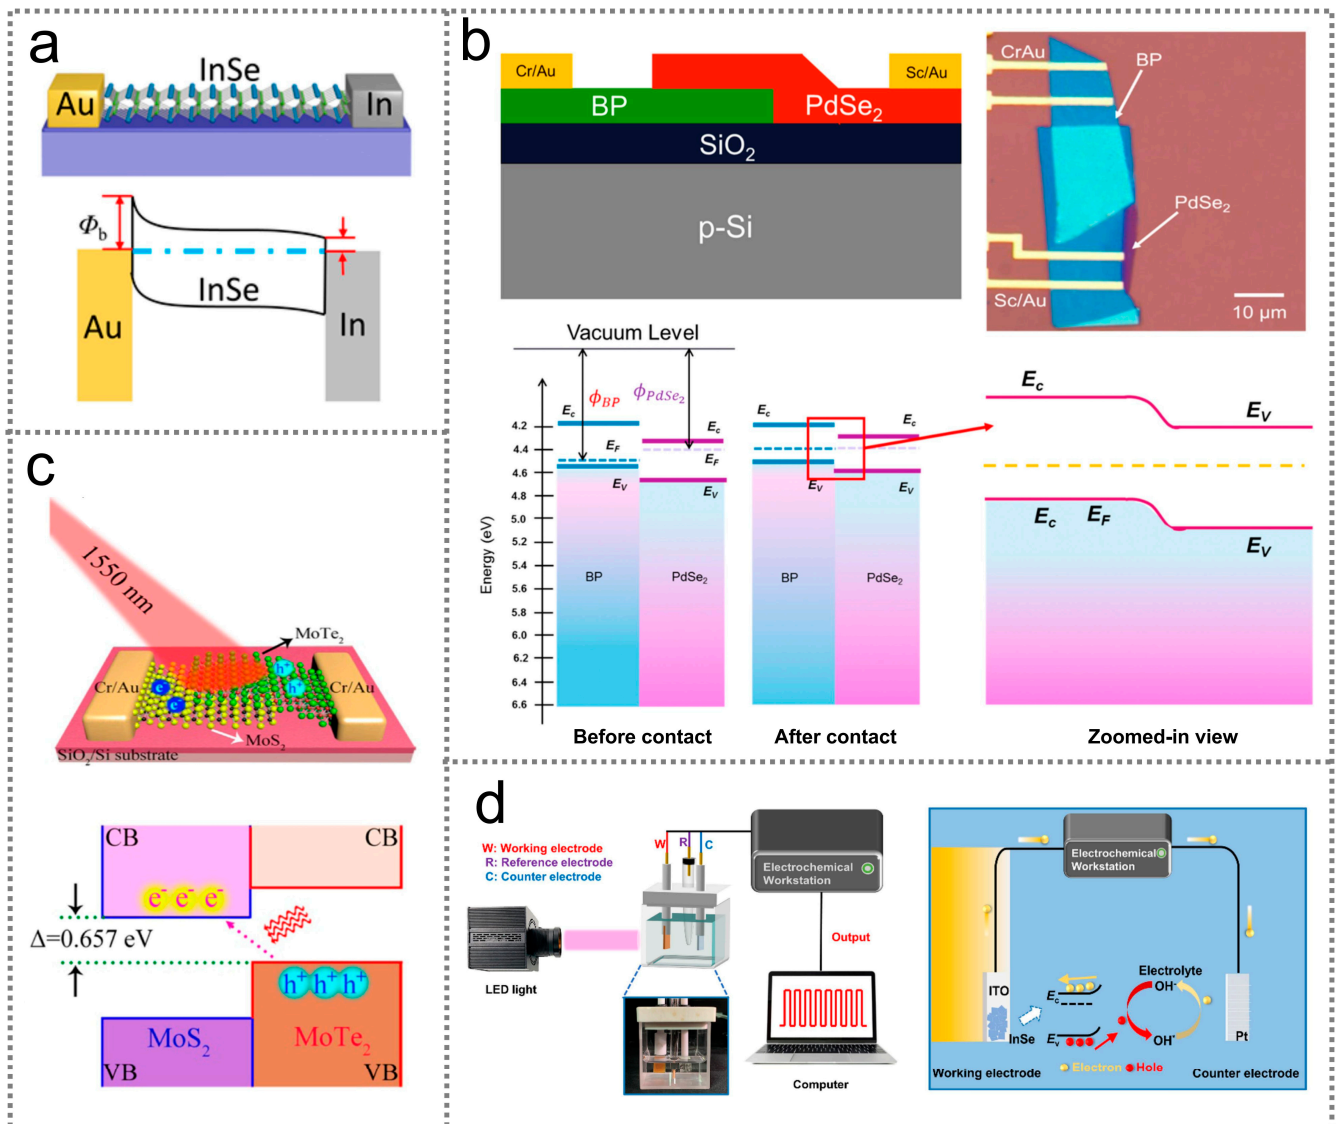 a
InSe
Au
In
Φb
InSe
Au
In
b
Cr/Au
Sc/Au
BP
PdSe2
SiO2
p-Si
CrAu
BP
PdSe2
Sc/Au
10 μm
Vacuum Level
ϕBP
ϕPdSe2
Energy (eV)
4.2
4.4
4.6
4.8
5.0
5.2
5.4
5.6
5.8
6.0
6.2
6.4
6.6
Ec
EF
EV
Ec
EF
EV
BP
PdSe2
Before contact
Ec
EV
Ec
EV
BP
PdSe2
After contact
Ec
EV
Ec EF
EV
Zoomed-in view
c
1550 nm
MoTe2
Cr/Au
e-
e-
h+
h+
Cr/Au
MoS2
SiO2/Si substrate
CB
CB
e- e- e-
Δ=0.657 eV
h+ h+ h+
MoS2
MoTe2
VB
VB
d
W: Working electrode
R: Reference electrode
C: Counter electrode
W
R
C
Electrochemical
Workstation
LED light
Output
Computer
Electrochemical
Workstation
ITO
InSe
Ec
Ev
Electrolyte
OH-
OH*
Pt
Electron
Hole
Working electrode
Counter electrode